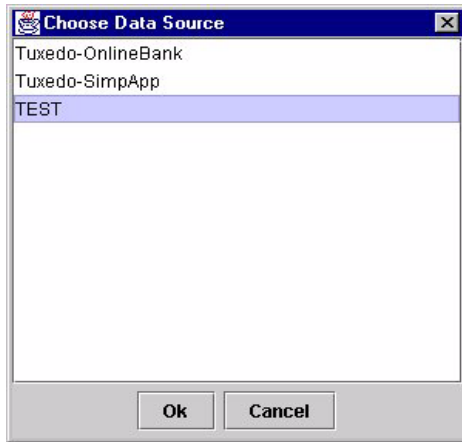 Choose Data Source
Tuxedo-OnlineBank
Tuxedo-SimpApp
TEST
Ok Cancel